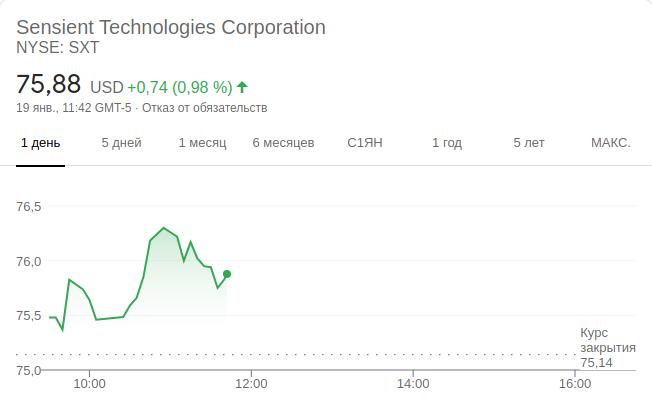 Sensient Technologies Corporation
NYSE: SXT
75,88 USD +0,74 (0,98 %)
19 янв., 11:42 GMT-5 · Отказ от обязательств
1 день 5 дней 1 месяц 6 месяцев С1ЯН 1 год 5 лет МАКС.
76,5
76,0
75,5
Курс
закрытия
75,14
75,0
10:00 12:00 14:00 16:00